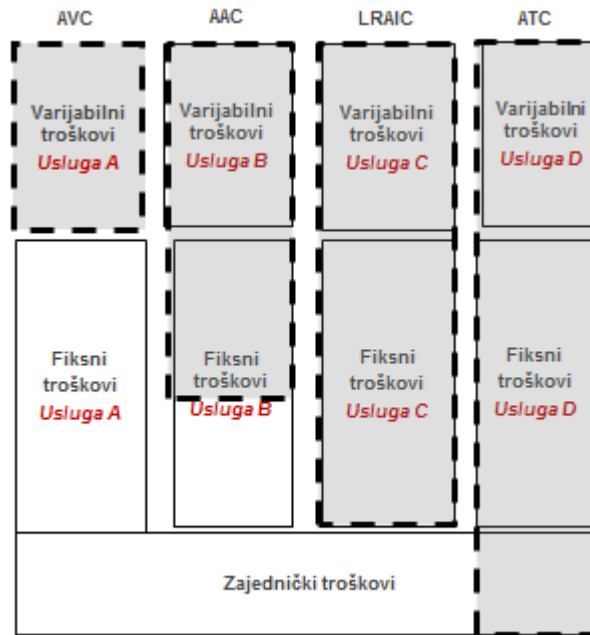 AVC AAC LRAIC ATC
Varijabilni troškovi Usluga A
Varijabilni troškovi Usluga B
Varijabilni troškovi Usluga C
Varijabilni troškovi Usluga D
Fiksni troškovi Usluga A
Fiksni troškovi Usluga B
Fiksni troškovi Usluga C
Fiksni troškovi Usluga D
Zajednički troškovi